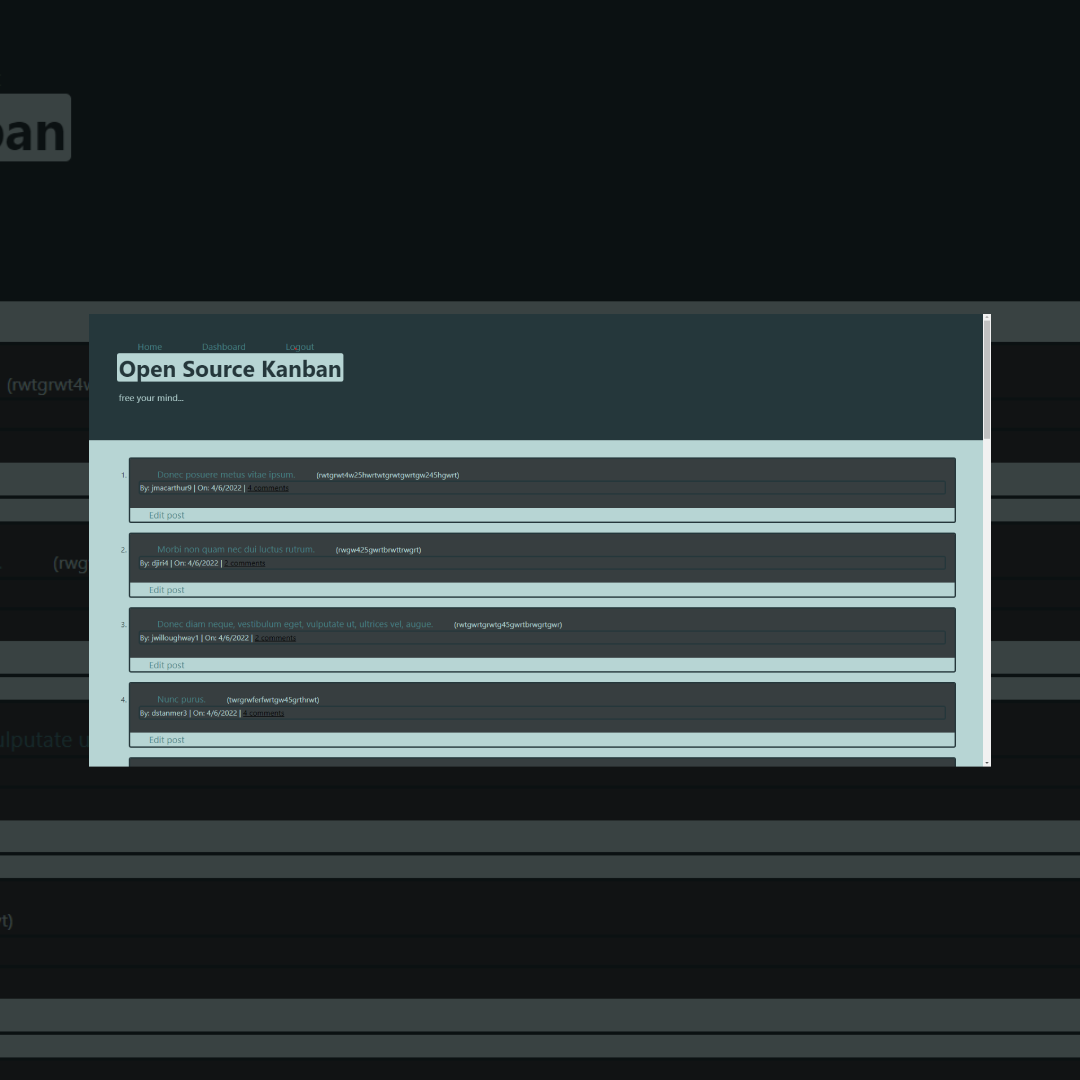 ban
Home Dashboard Logout
Open Source Kanban
free your mind...
(rwtgrwt4w
1. Donec posuere metus vitae ipsum. (rwtgrwt4w25hwrtwtgrwtgwrtgw245hgwrt)
By: jmacarthur9 | On: 4/6/2022 | 4 comments
Edit post
2. Morbi non quam nec dui luctus rutrum. (rwgw425gwrtbrwttrwgrt)
By: djiri4 | On: 4/6/2022 | 2 comments
Edit post
(rwg
3. Donec diam neque, vestibulum eget, vulputate ut, ultrices vel, augue. (rwtgwrtgrwtg45gwrtbrwgrtgwr)
By: jwilloughway1 | On: 4/6/2022 | 2 comments
Edit post
4. Nunc purus. (twrgrwferfwrtgw45grthrwt)
By: dstanmer3 | On: 4/6/2022 | 4 comments
Edit post
ulputate u
t)